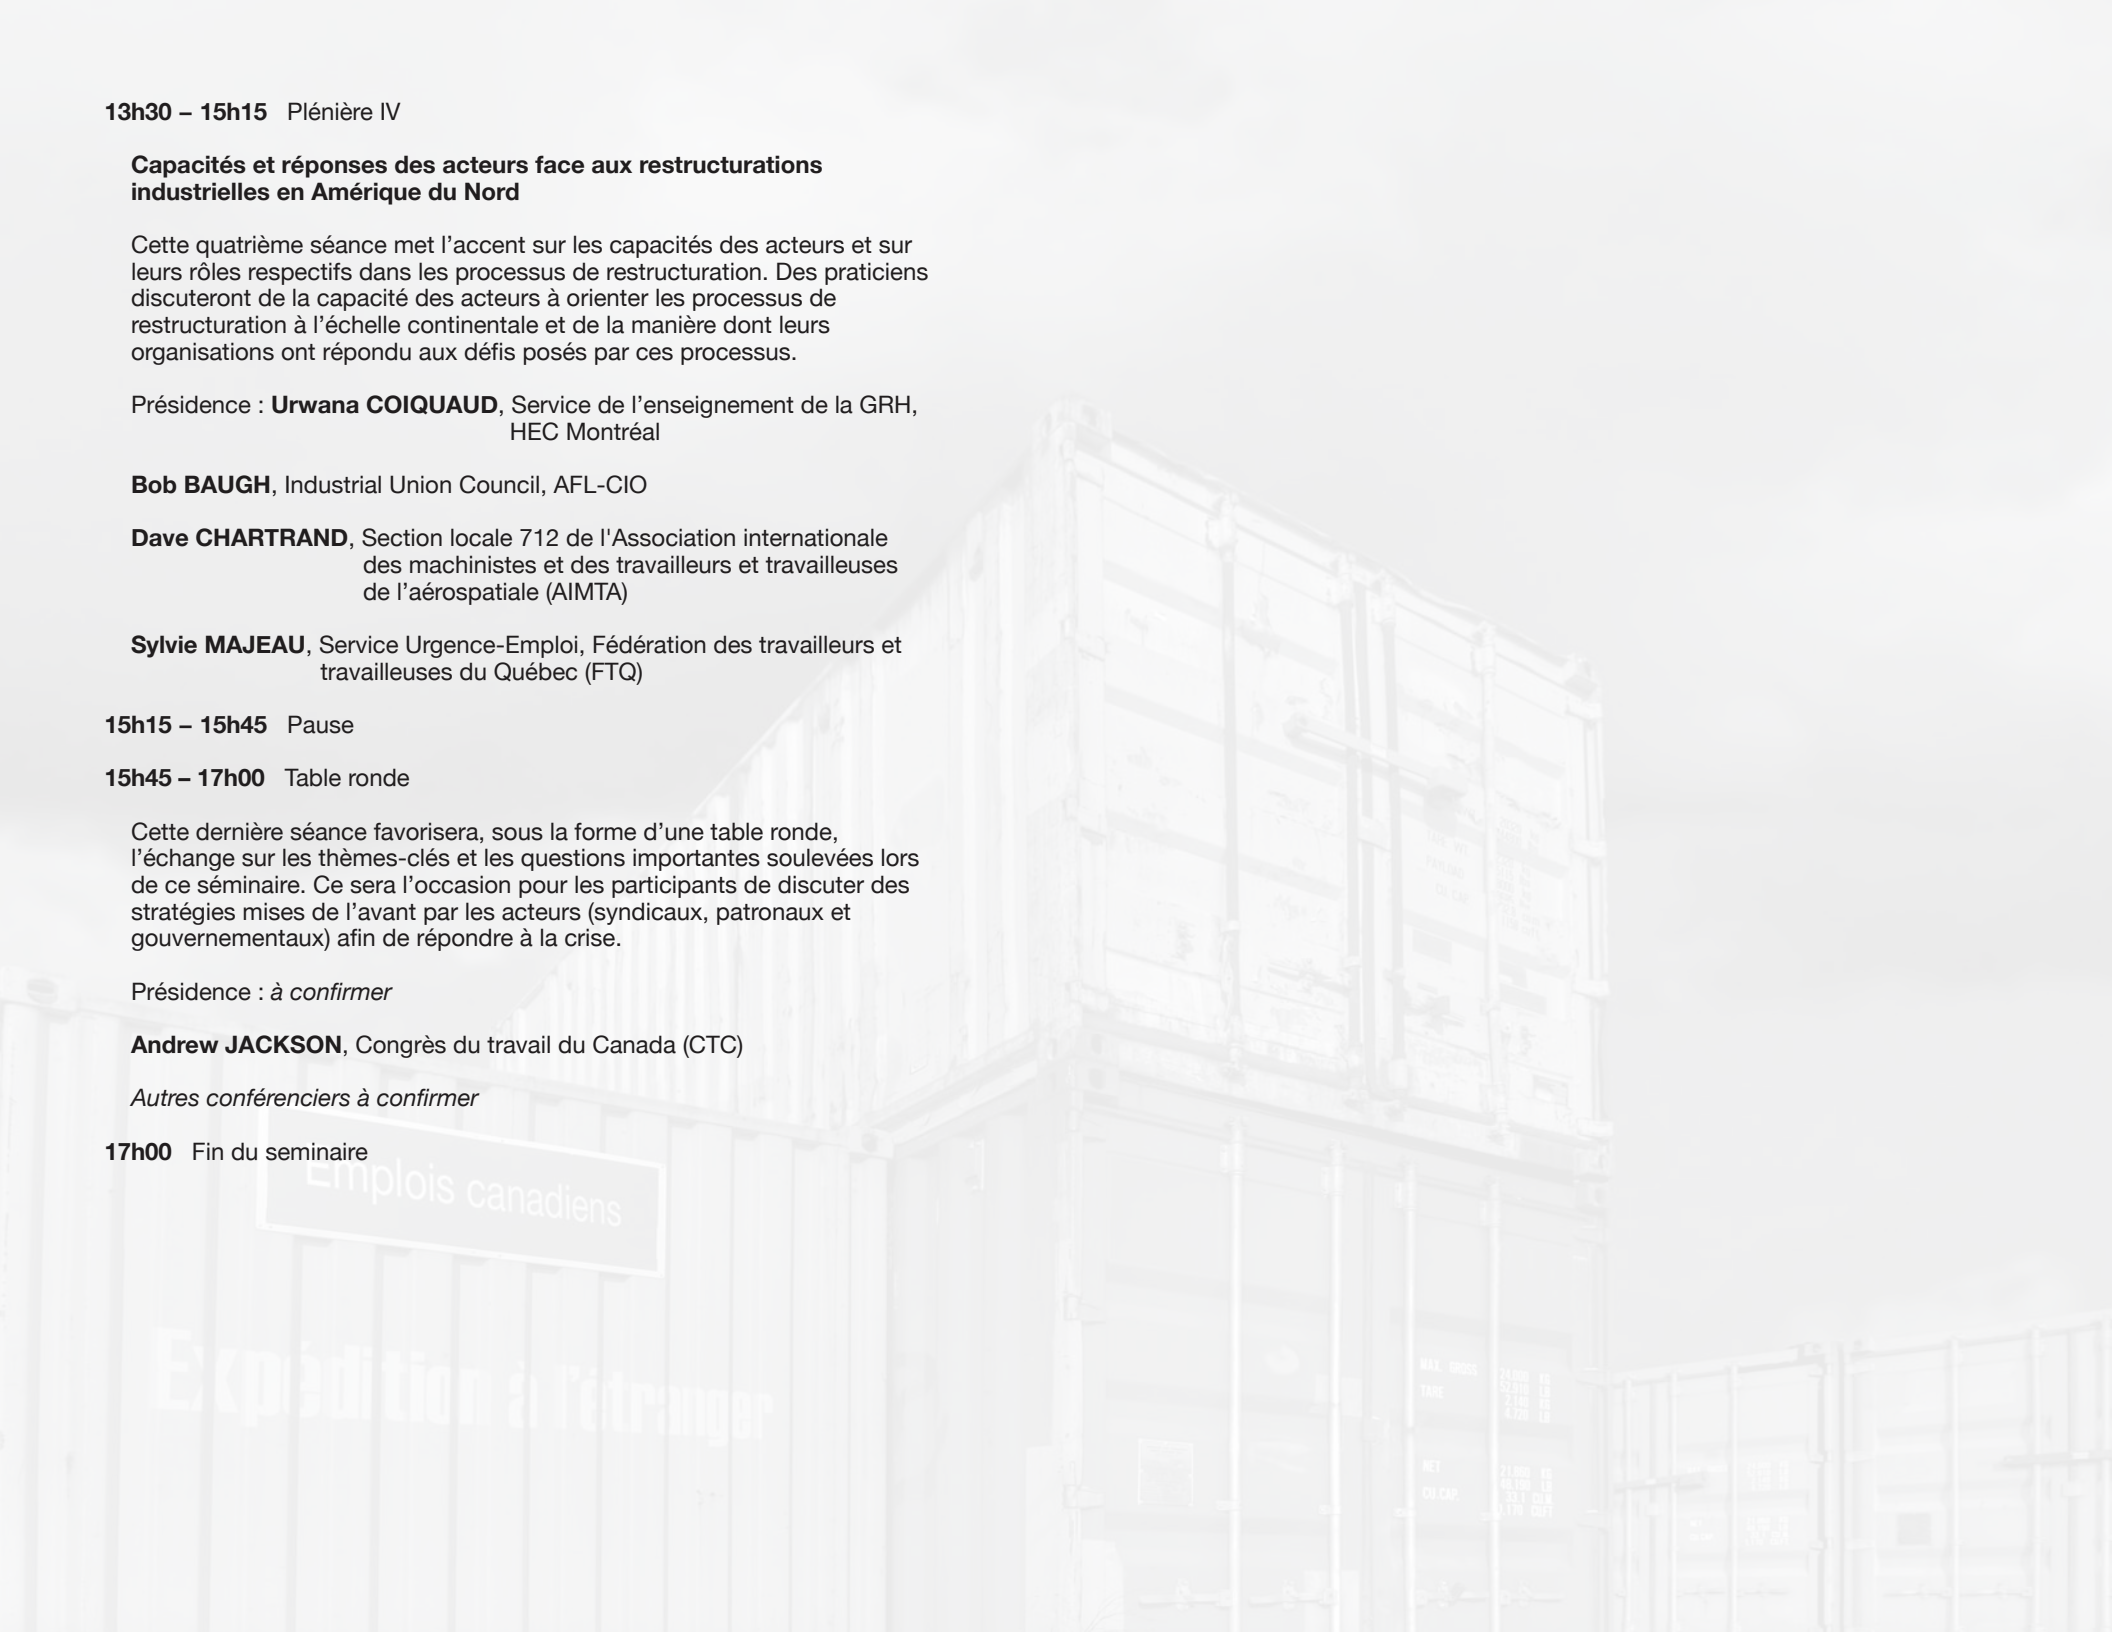 13h30 – 15h15 Plénière IV
Capacités et réponses des acteurs face aux restructurations
industrielles en Amérique du Nord
Cette quatrième séance met l’accent sur les capacités des acteurs et sur
leurs rôles respectifs dans les processus de restructuration. Des praticiens
discuteront de la capacité des acteurs à orienter les processus de
restructuration à l’échelle continentale et de la manière dont leurs
organisations ont répondu aux défis posés par ces processus.
Présidence : Urwana COIQUAUD, Service de l’enseignement de la GRH,
HEC Montréal
Bob BAUGH, Industrial Union Council, AFL-CIO
Dave CHARTRAND, Section locale 712 de l'Association internationale
des machinistes et des travailleurs et travailleuses
de l’aérospatiale (AIMTA)
Sylvie MAJEAU, Service Urgence-Emploi, Fédération des travailleurs et
travailleuses du Québec (FTQ)
15h15 – 15h45 Pause
15h45 – 17h00 Table ronde
Cette dernière séance favorisera, sous la forme d’une table ronde,
l’échange sur les thèmes-clés et les questions importantes soulevées lors
de ce séminaire. Ce sera l’occasion pour les participants de discuter des
stratégies mises de l’avant par les acteurs (syndicaux, patronaux et
gouvernementaux) afin de répondre à la crise.
Présidence : à confirmer
Andrew JACKSON, Congrès du travail du Canada (CTC)
Autres conférenciers à confirmer
17h00 Fin du seminaire
Emplois canadiens
Expédition à l’étranger
MAX. GROSS
TARE
NET
CU.CAP.